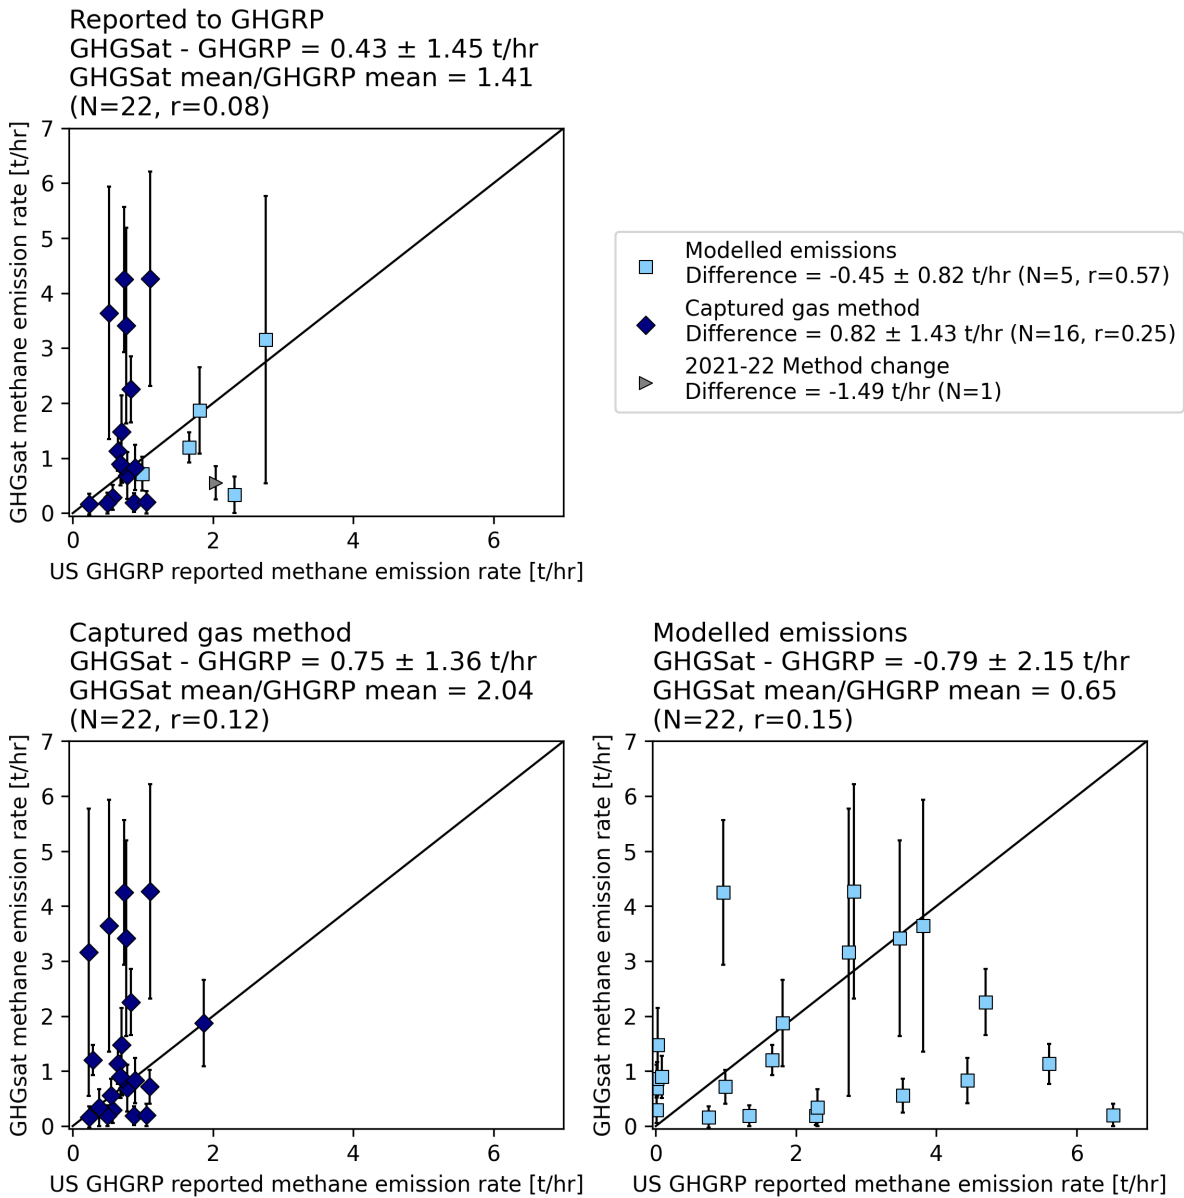 Reported to GHGRP
GHGSat - GHGRP = 0.43 ± 1.45 t/hr
GHGSat mean/GHGRP mean = 1.41
(N=22, r=0.08)
GHGsat methane emission rate [t/hr]
7
6
5
4
3
2
1
0
0 2 4 6
US GHGRP reported methane emission rate [t/hr]
Modelled emissions
Difference = -0.45 ± 0.82 t/hr (N=5, r=0.57)
Captured gas method
Difference = 0.82 ± 1.43 t/hr (N=16, r=0.25)
2021-22 Method change
Difference = -1.49 t/hr (N=1)
Captured gas method
GHGSat - GHGRP = 0.75 ± 1.36 t/hr
GHGSat mean/GHGRP mean = 2.04
(N=22, r=0.12)
GHGsat methane emission rate [t/hr]
7
6
5
4
3
2
1
0
0 2 4 6
US GHGRP reported methane emission rate [t/hr]
Modelled emissions
GHGSat - GHGRP = -0.79 ± 2.15 t/hr
GHGSat mean/GHGRP mean = 0.65
(N=22, r=0.15)
GHGsat methane emission rate [t/hr]
7
6
5
4
3
2
1
0
0 2 4 6
US GHGRP reported methane emission rate [t/hr]